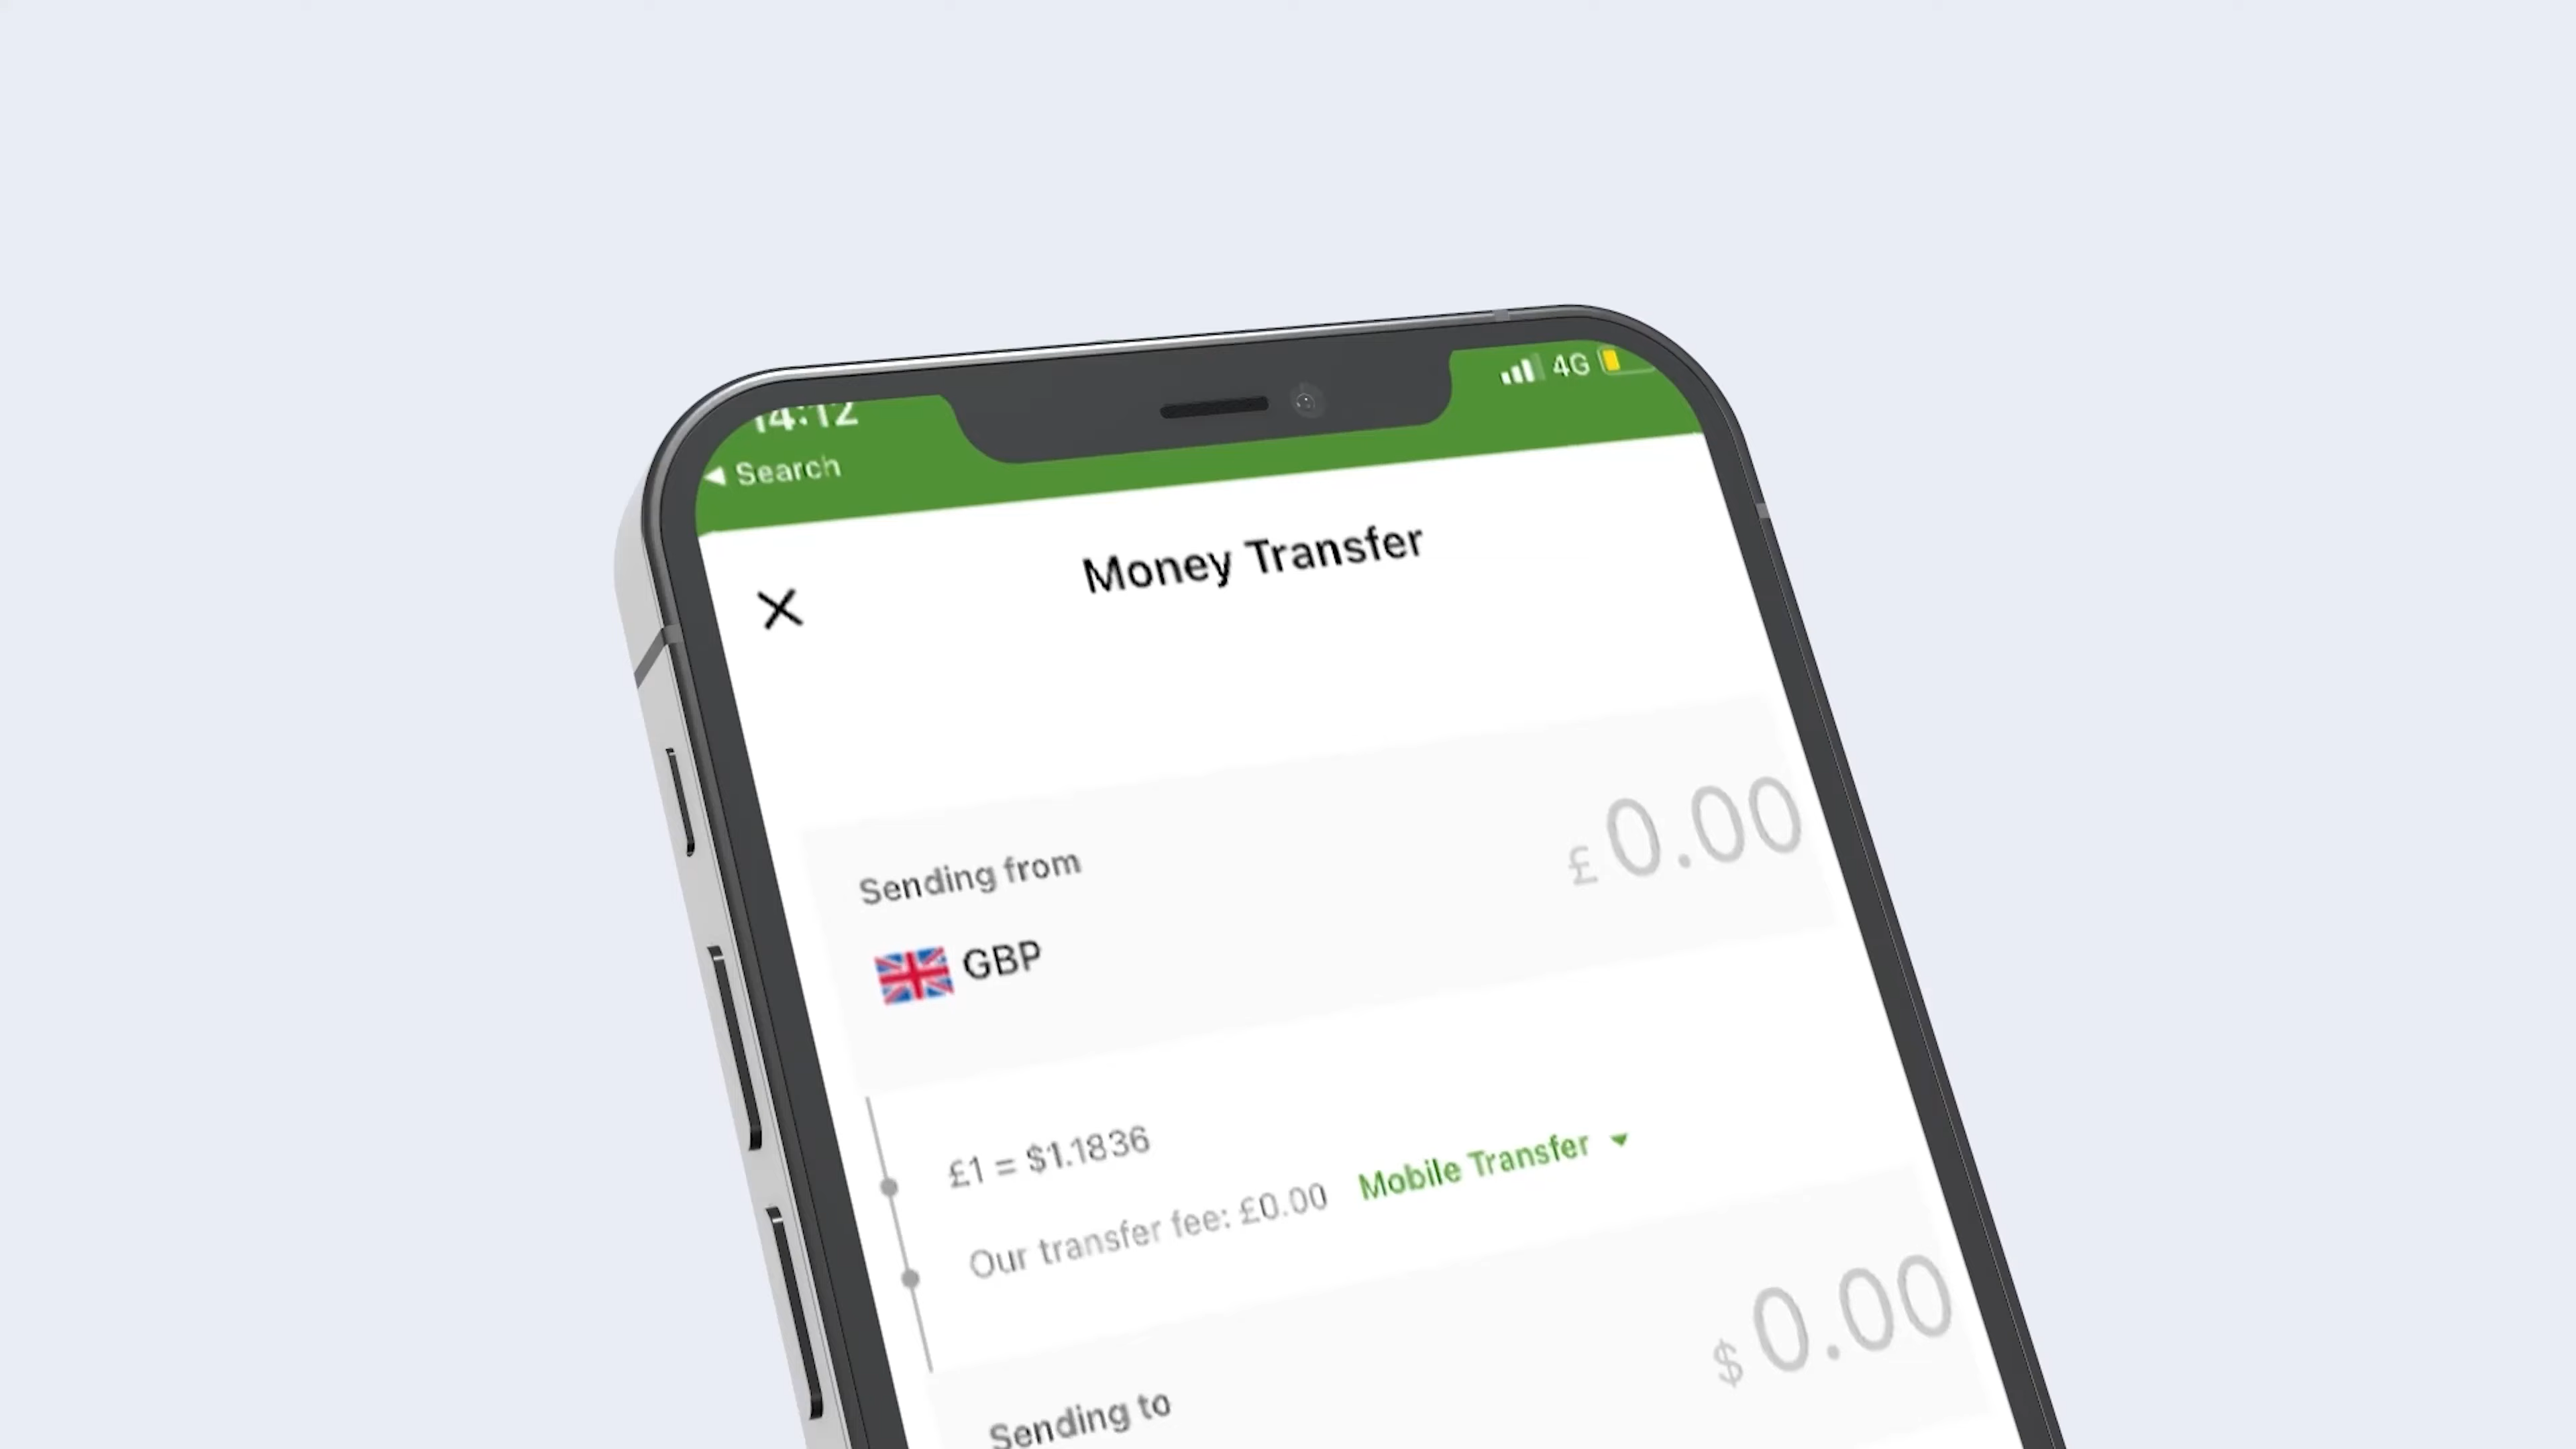 14:12
4G
Search
Money Transfer
Sending from
£0.00
GBP
£1 = $1.1836
Our transfer fee: £0.00 Mobile Transfer
$0.00
Sending to